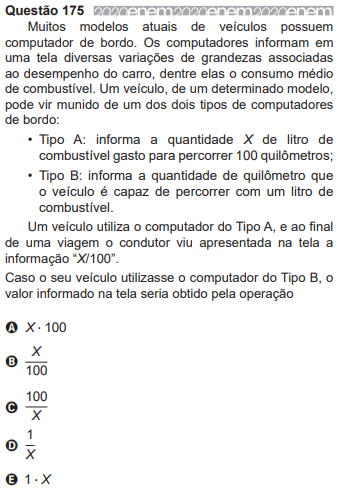 Questão 175 2020enem2020enem2020enem
Muitos modelos atuais de veículos possuem
computador de bordo. Os computadores informam em
uma tela diversas variações de grandezas associadas
ao desempenho do carro, dentre elas o consumo médio
de combustível. Um veículo, de um determinado modelo,
pode vir munido de um dos dois tipos de computadores
de bordo:
• Tipo A: informa a quantidade X de litro de
combustível gasto para percorrer 100 quilômetros;
• Tipo B: informa a quantidade de quilômetro que
o veículo é capaz de percorrer com um litro de
combustível.
Um veículo utiliza o computador do Tipo A, e ao final
de uma viagem o condutor viu apresentada na tela a
informação “X/100”.
Caso o seu veículo utilizasse o computador do Tipo B, o
valor informado na tela seria obtido pela operação
A X · 100
B X/100
C 100/X
D 1/X
E 1 · X